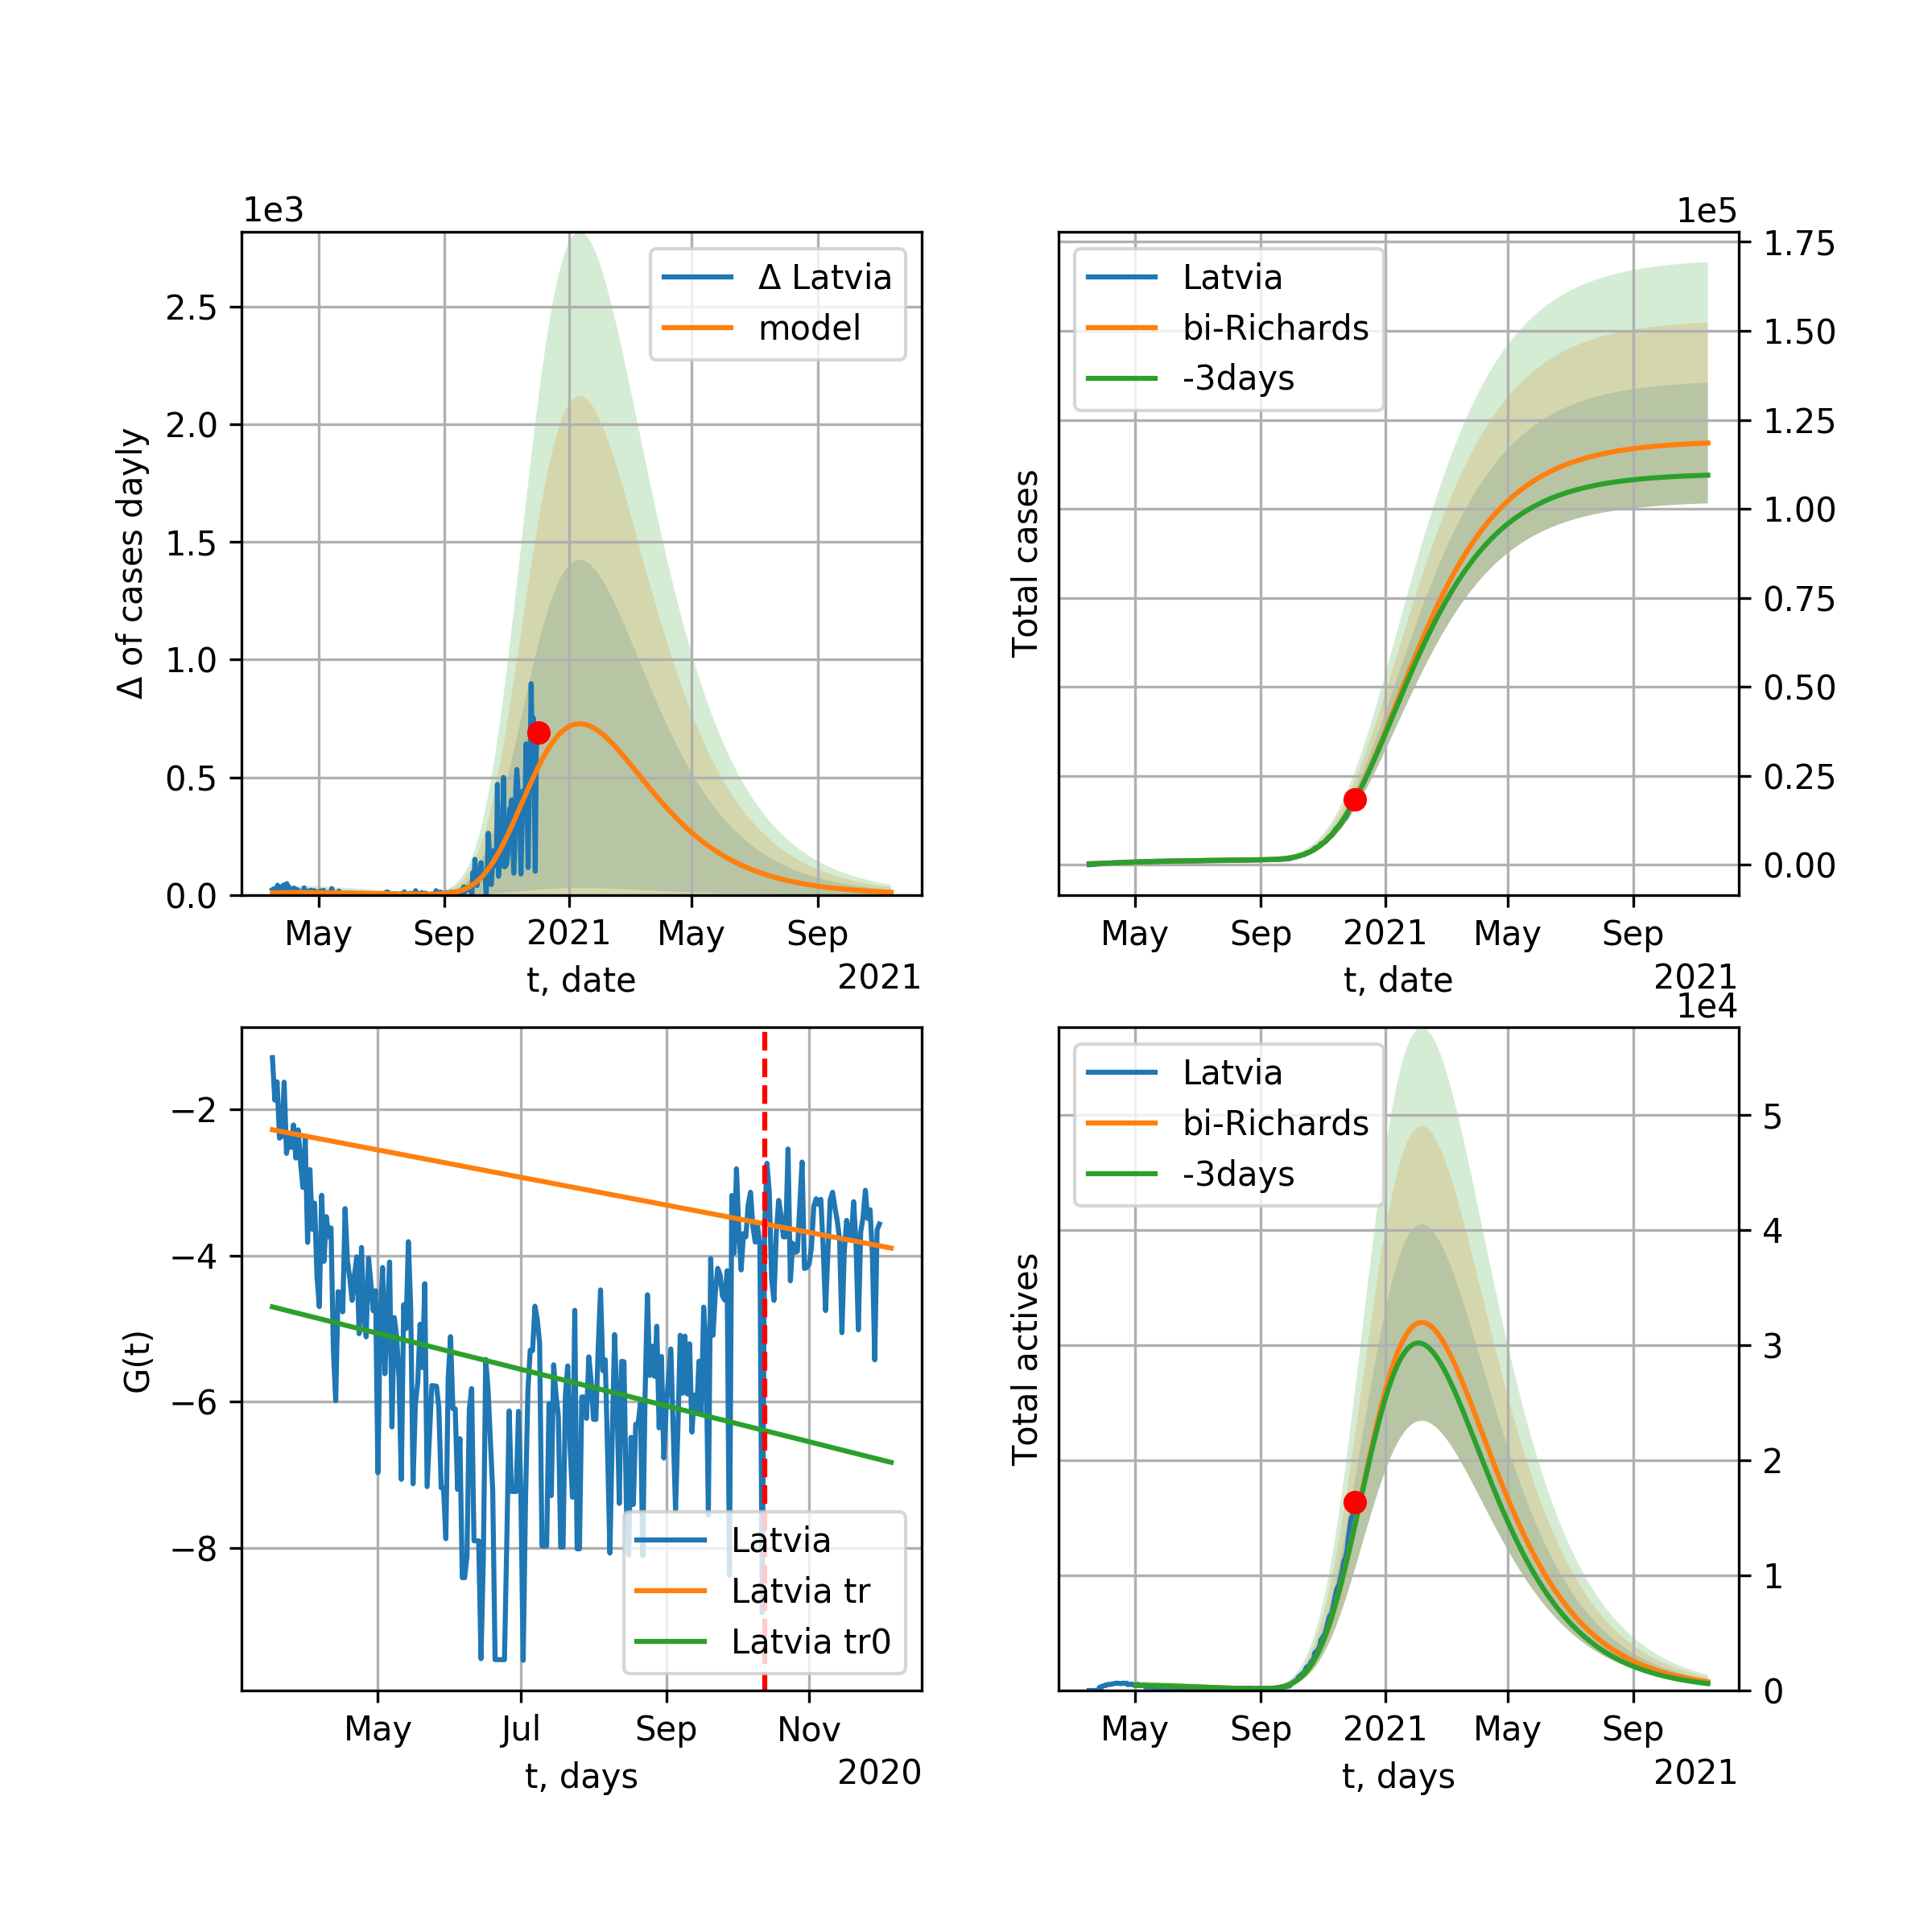 1e3
Δ of cases dayly
2.5
2.0
1.5
1.0
0.5
0.0
Δ Latvia
model
May Sep 2021 May Sep
t, date
2021
1e5
Total cases
Latvia
bi-Richards
-3days
1.75
1.50
1.25
1.00
0.75
0.50
0.25
0.00
May Sep 2021 May Sep
t, date
2021
G(t)
−2
−4
−6
−8
Latvia
Latvia tr
Latvia tr0
May Jul Sep Nov
t, days
2020
1e4
Total actives
Latvia
bi-Richards
-3days
5
4
3
2
1
0
May Sep 2021 May Sep
t, days
2021